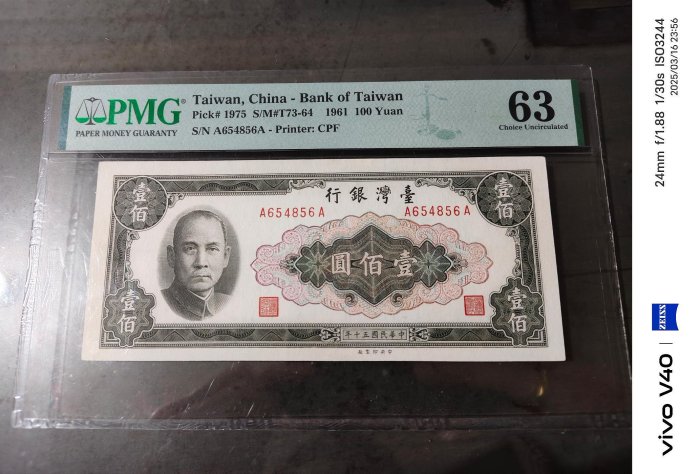 PMG®
PAPER MONEY GUARANTY
Taiwan, China - Bank of Taiwan
Pick# 1975 S/M#T73-64 1961 100 Yuan
S/N A654856A - Printer: CPF
63
Choice Uncirculated
壹佰
行銀灣臺
壹佰
A654856A
A654856A
圓佰壹
壹佰
壹佰
年十五國民華中
24mm f/1.88 1/30s ISO3244
2025/03/16 23:56
ZEISS
vivo V40